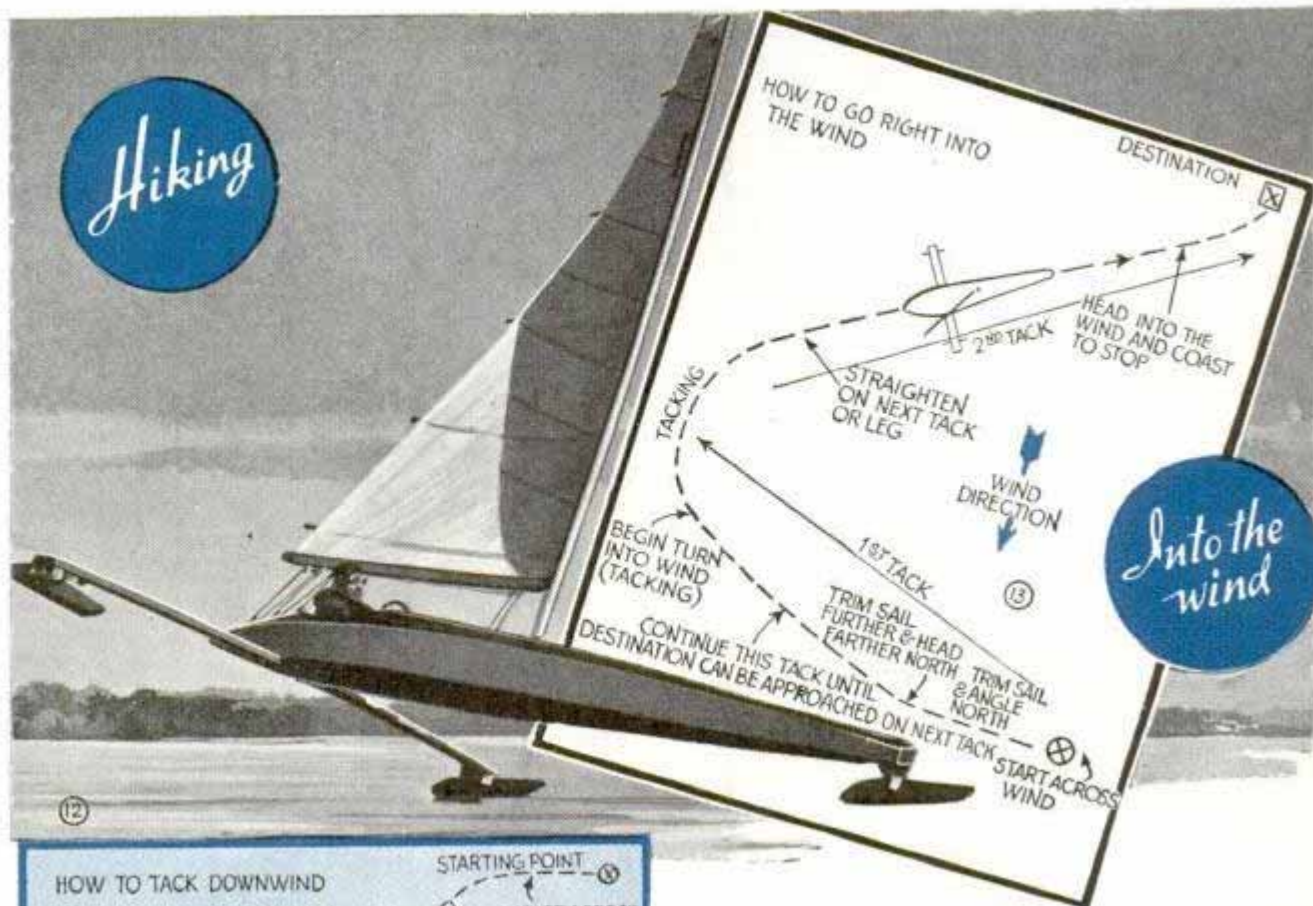 Hiking
HOW TO GO RIGHT INTO
THE WIND
DESTINATION
X
HEAD INTO THE
WIND AND COAST
TO STOP
2ND TACK
STRAIGHTEN
ON NEXT TACK
OR LEG
TACKING
WIND
DIRECTION
Into the
wind
1ST TACK
BEGIN TURN
INTO WIND
(TACKING)
13
TRIM SAIL
FURTHER & HEAD
FARTHER NORTH
CONTINUE THIS TACK UNTIL
DESTINATION CAN BE APPROACHED ON NEXT TACK
TRIM SAIL
& ANGLE
NORTH
START ACROSS
WIND
12
HOW TO TACK DOWNWIND
STARTING POINT